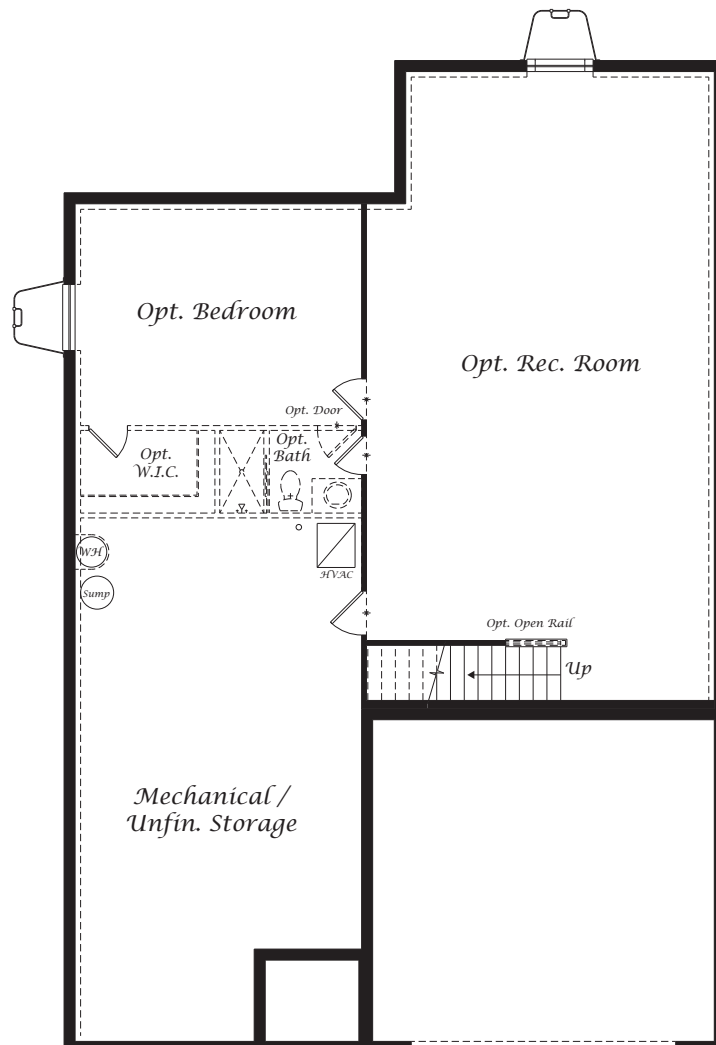 Opt. Bedroom
Opt. Rec. Room
Opt. Door
Opt.
Bath
Opt.
W.I.C.
WH
HVAC
Sump
Opt. Open Rail
Up
Mechanical /
Unfin. Storage